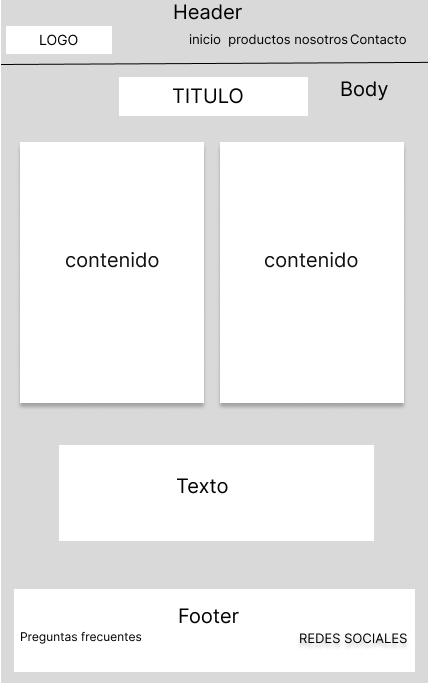 Header
LOGO
inicio productos nosotros Contacto
TITULO
Body
contenido
contenido
Texto
Footer
Preguntas frecuentes
REDES SOCIALES